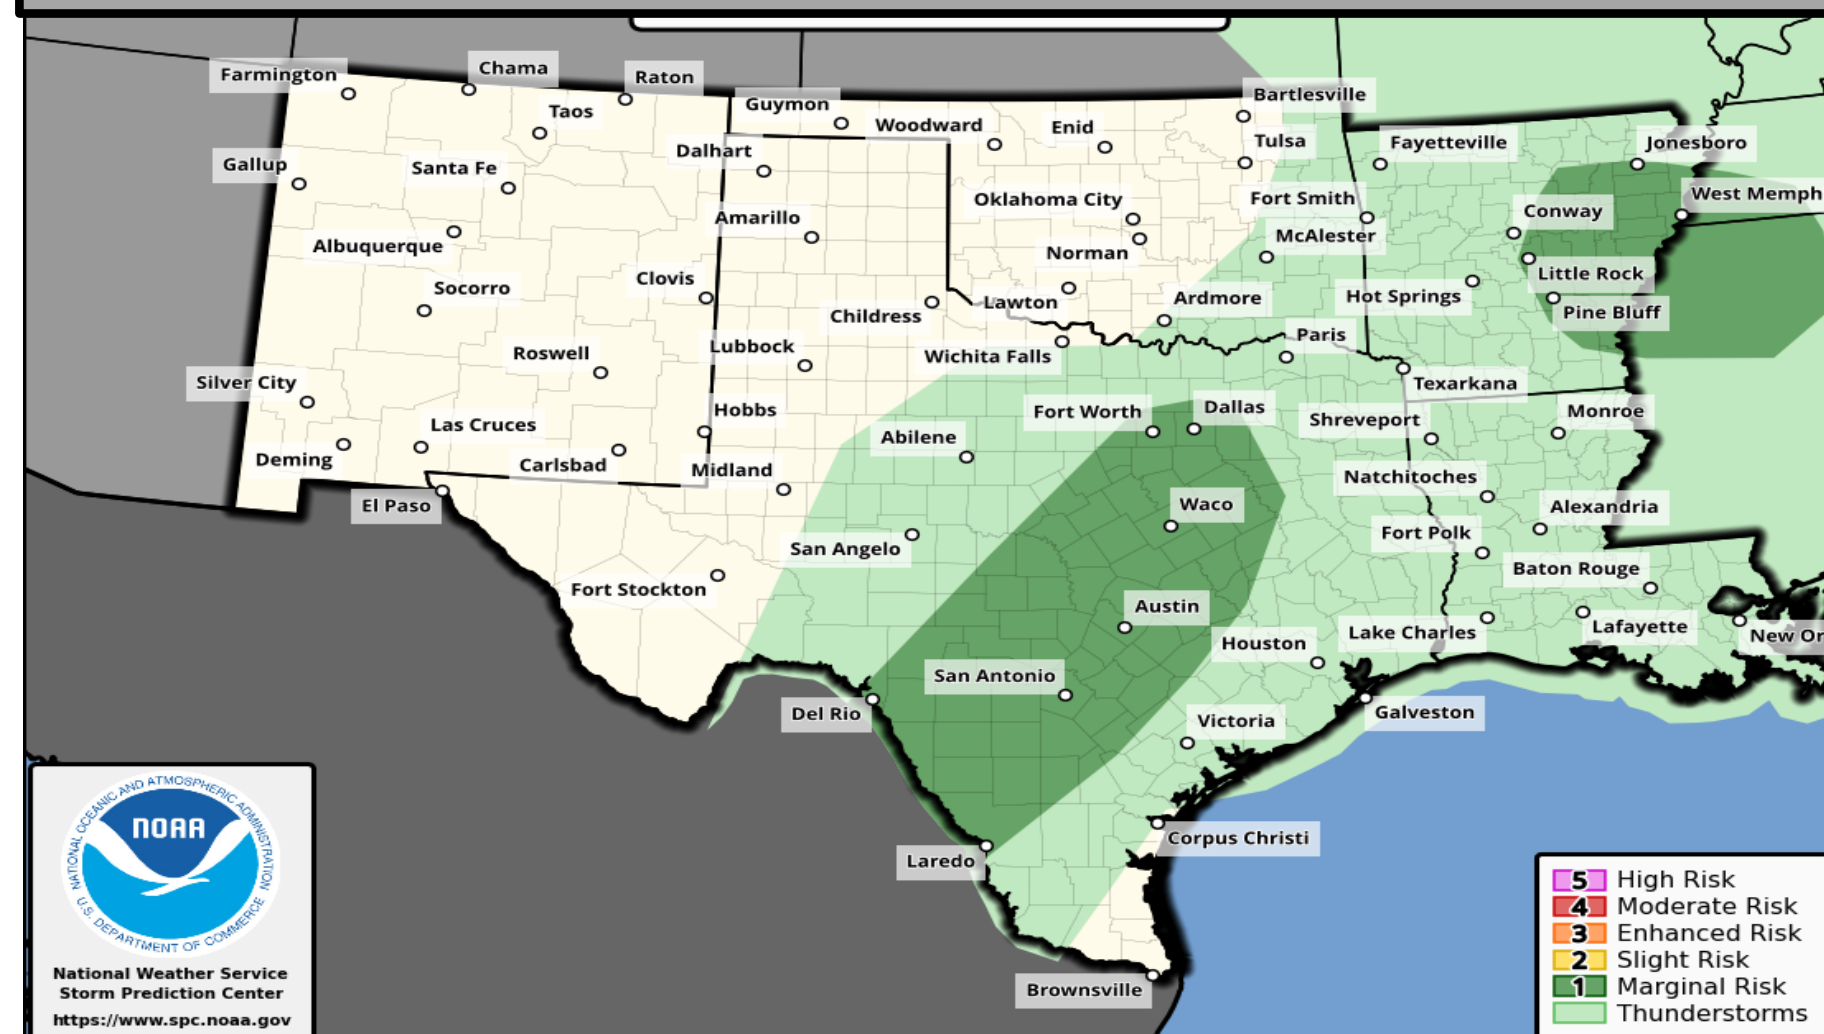 Farmington
Chama
Raton
Taos
Guymon
Woodward
Enid
Bartlesville
Tulsa
Fayetteville
Jonesboro
Gallup
Santa Fe
Dalhart
Amarillo
Oklahoma City
Fort Smith
Conway
West Memph
Albuquerque
Norman
McAlester
Socorro
Clovis
Childress
Lawton
Ardmore
Hot Springs
Little Rock
Pine Bluff
Roswell
Lubbock
Wichita Falls
Paris
Texarkana
Silver City
Las Cruces
Hobbs
Fort Worth
Dallas
Shreveport
Monroe
Deming
Carlsbad
Midland
Abilene
Natchitoches
El Paso
Waco
Alexandria
San Angelo
Fort Polk
Fort Stockton
Baton Rouge
Austin
Houston
Lake Charles
Lafayette
New Or
San Antonio
Del Rio
Victoria
Galveston
Corpus Christi
Laredo
Brownsville
NATIONAL OCEANIC AND ATMOSPHERIC ADMINISTRATION
NOAA
U.S. DEPARTMENT OF COMMERCE
National Weather Service
Storm Prediction Center
https://www.spc.noaa.gov
5 High Risk
4 Moderate Risk
3 Enhanced Risk
2 Slight Risk
1 Marginal Risk
Thunderstorms